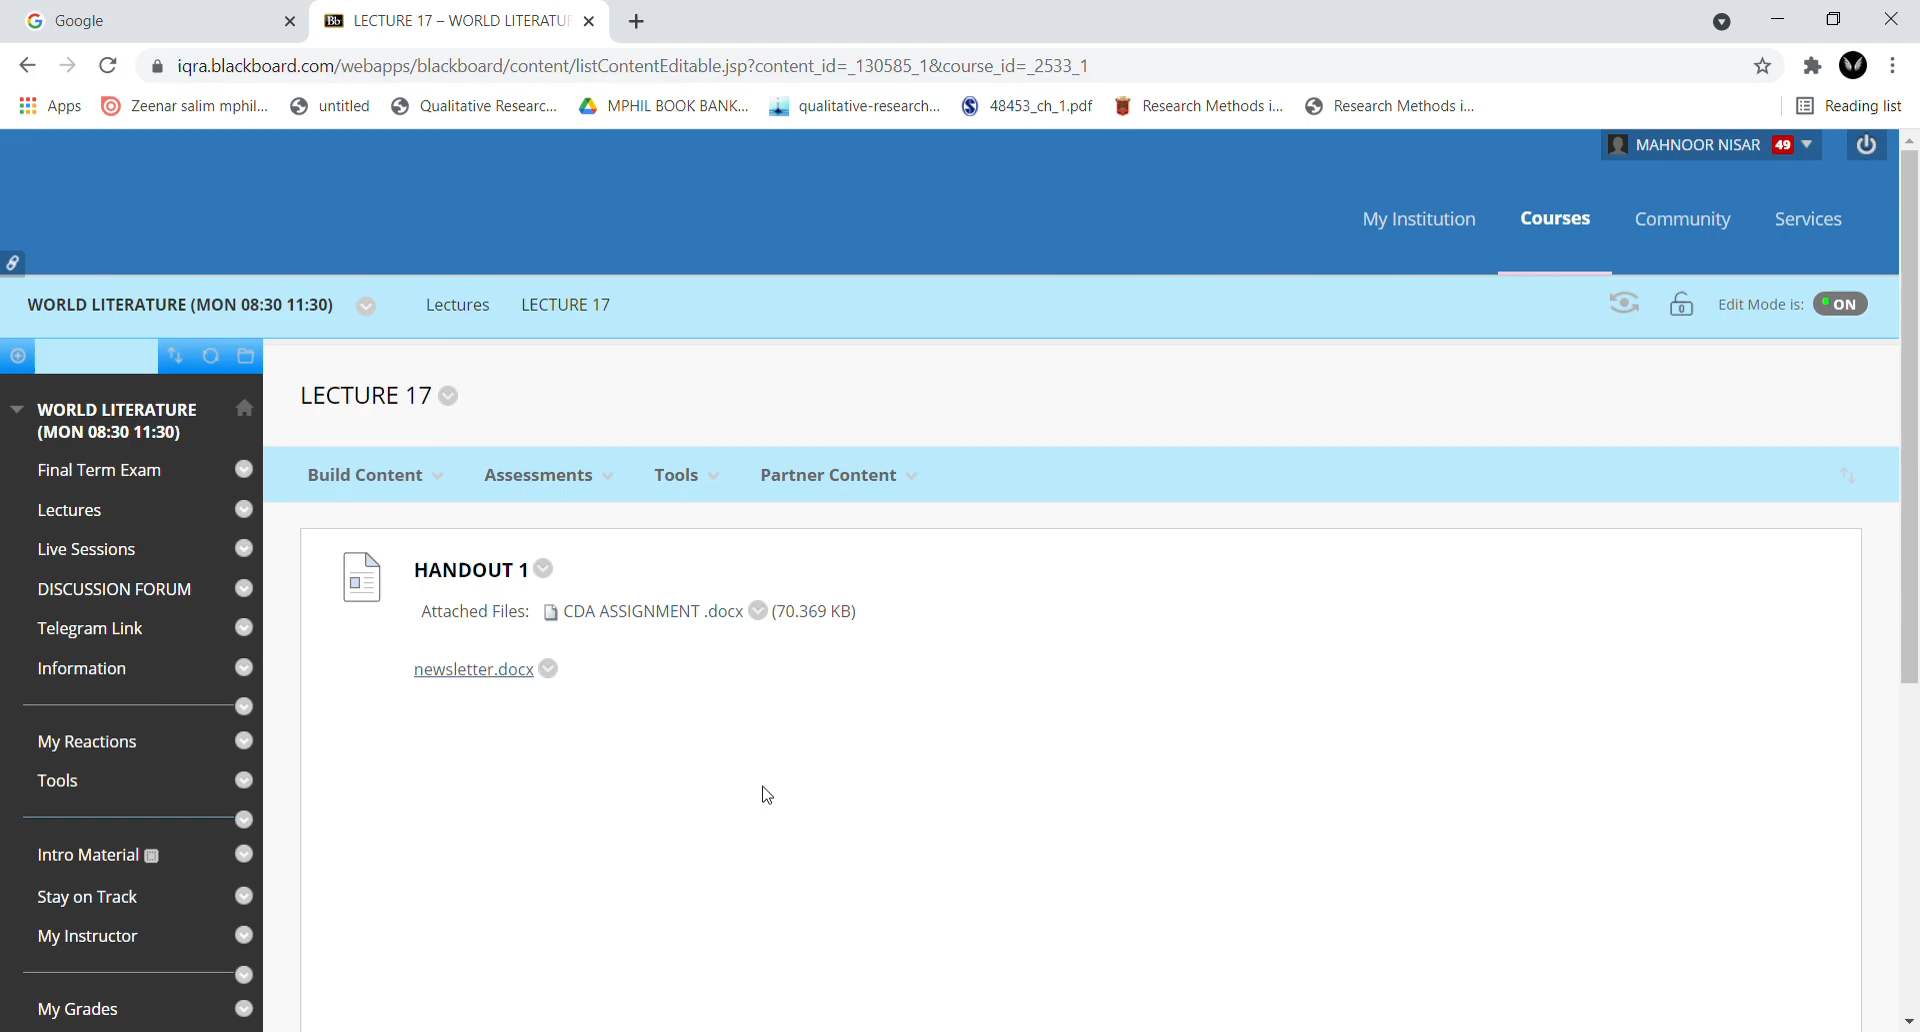 Google
Bb LECTURE 17 – WORLD LITERATUR
iqra.blackboard.com/webapps/blackboard/content/listContentEditable.jsp?content_id=_130585_1&course_id=_2533_1
Apps Zeenar salim mphil... untitled Qualitative Researc... MPHIL BOOK BANK... qualitative-research... 48453_ch_1.pdf Research Methods i... Research Methods i... Reading list
MAHNOOR NISAR 49
My Institution Courses Community Services
WORLD LITERATURE (MON 08:30 11:30) Lectures LECTURE 17 Edit Mode is: ON
WORLD LITERATURE
(MON 08:30 11:30)
Final Term Exam
Lectures
Live Sessions
DISCUSSION FORUM
Telegram Link
Information
My Reactions
Tools
Intro Material
Stay on Track
My Instructor
My Grades
LECTURE 17
Build Content Assessments Tools Partner Content
HANDOUT 1
Attached Files: CDA ASSIGNMENT .docx (70.369 KB)
newsletter.docx